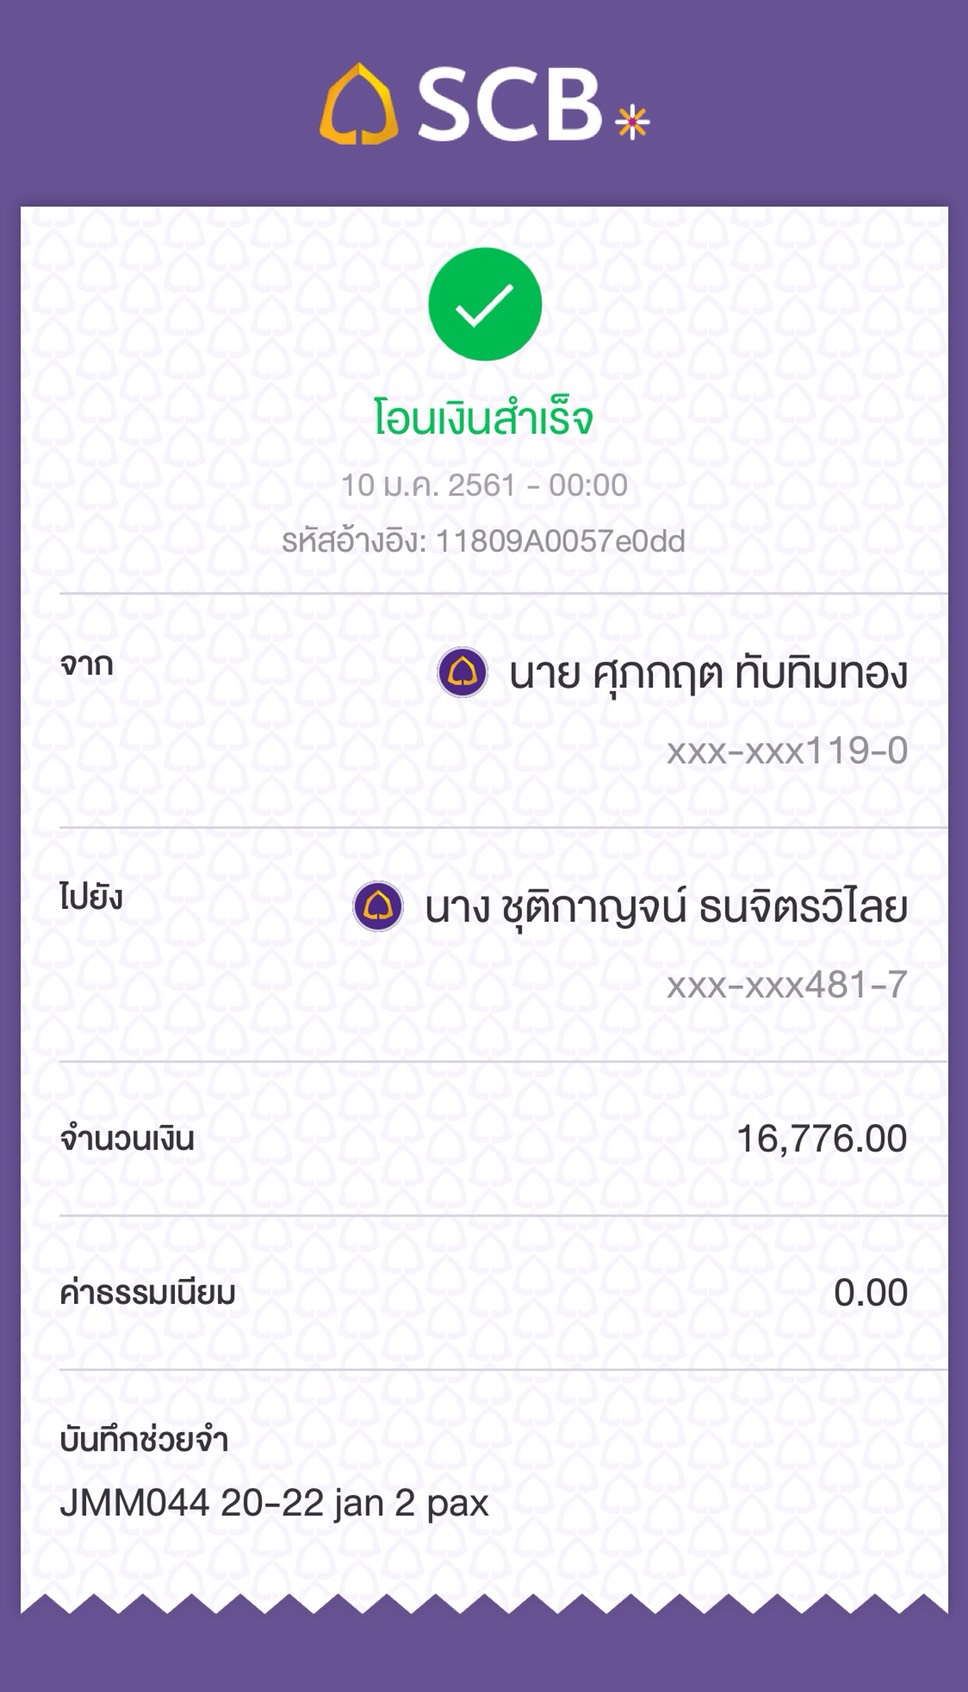 SCB
โอนเงินสำเร็จ
10 ม.ค. 2561 - 00:00
รหัสอ้างอิง: 11809A0057e0dd
จาก
นาย ศุภกฤต ทับทิมทอง
xxx-xxx119-0
ไปยัง
นาง ชุติกาญจน์ ธนจิตรวิไลย
xxx-xxx481-7
จำนวนเงิน 16,776.00
ค่าธรรมเนียม 0.00
บันทึกช่วยจำ
JMM044 20-22 jan 2 pax